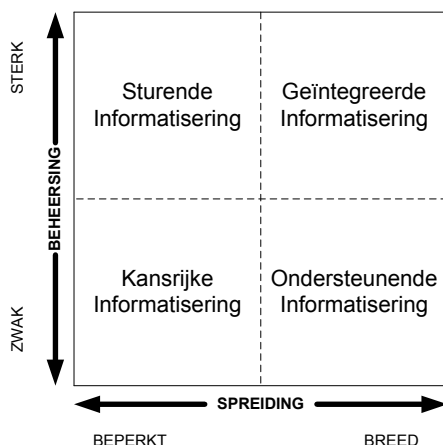 STERK
Sturende
Informatisering
Geïntegreerde
Informatisering
BEHEERSING
Kansrijke
Informatisering
Ondersteunende
Informatisering
ZWAK
SPREIDING
BEPERKT
BREED